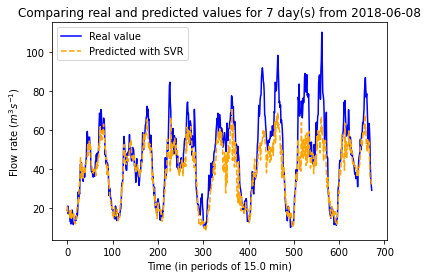 Comparing real and predicted values for 7 day(s) from 2018-06-08
Real value
Predicted with SVR
Flow rate (m³s⁻¹)
100
80
60
40
20
0 100 200 300 400 500 600 700
Time (in periods of 15.0 min)